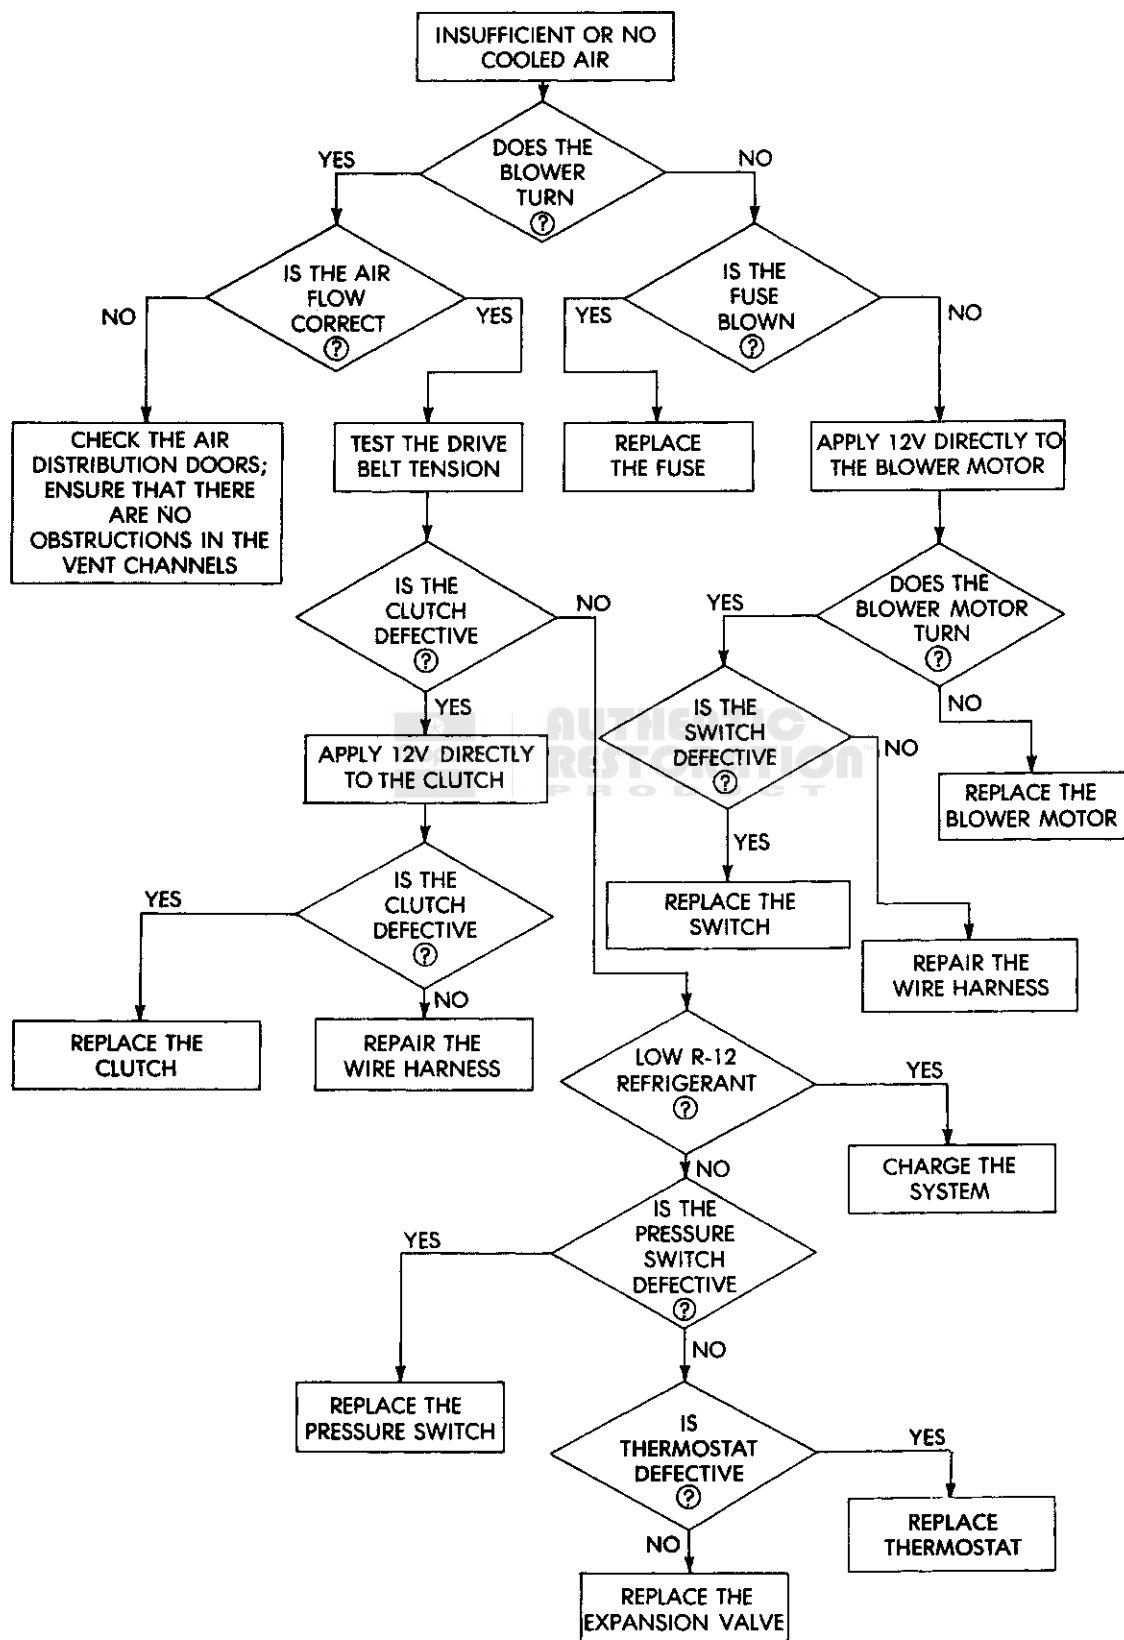 INSUFFICIENT OR NO
COOLED AIR
DOES THE
BLOWER
TURN
?
YES
NO
IS THE AIR
FLOW
CORRECT
?
NO
YES
IS THE
FUSE
BLOWN
?
YES
NO
CHECK THE AIR
DISTRIBUTION DOORS;
ENSURE THAT THERE
ARE NO
OBSTRUCTIONS IN THE
VENT CHANNELS
TEST THE DRIVE
BELT TENSION
REPLACE
THE FUSE
APPLY 12V DIRECTLY TO
THE BLOWER MOTOR
IS THE
CLUTCH
DEFECTIVE
?
NO
YES
DOES THE
BLOWER MOTOR
TURN
?
YES
NO
APPLY 12V DIRECTLY
TO THE CLUTCH
IS THE
SWITCH
DEFECTIVE
?
NO
YES
AUTHENTIC
RESTORATION™
PRODUCT
REPLACE THE
BLOWER MOTOR
IS THE
CLUTCH
DEFECTIVE
?
YES
NO
REPLACE THE
SWITCH
REPAIR THE
WIRE HARNESS
REPLACE THE
CLUTCH
REPAIR THE
WIRE HARNESS
LOW R-12
REFRIGERANT
?
YES
NO
CHARGE THE
SYSTEM
IS THE
PRESSURE
SWITCH
DEFECTIVE
?
YES
NO
REPLACE THE
PRESSURE SWITCH
IS
THERMOSTAT
DEFECTIVE
?
YES
NO
REPLACE
THERMOSTAT
REPLACE THE
EXPANSION VALVE